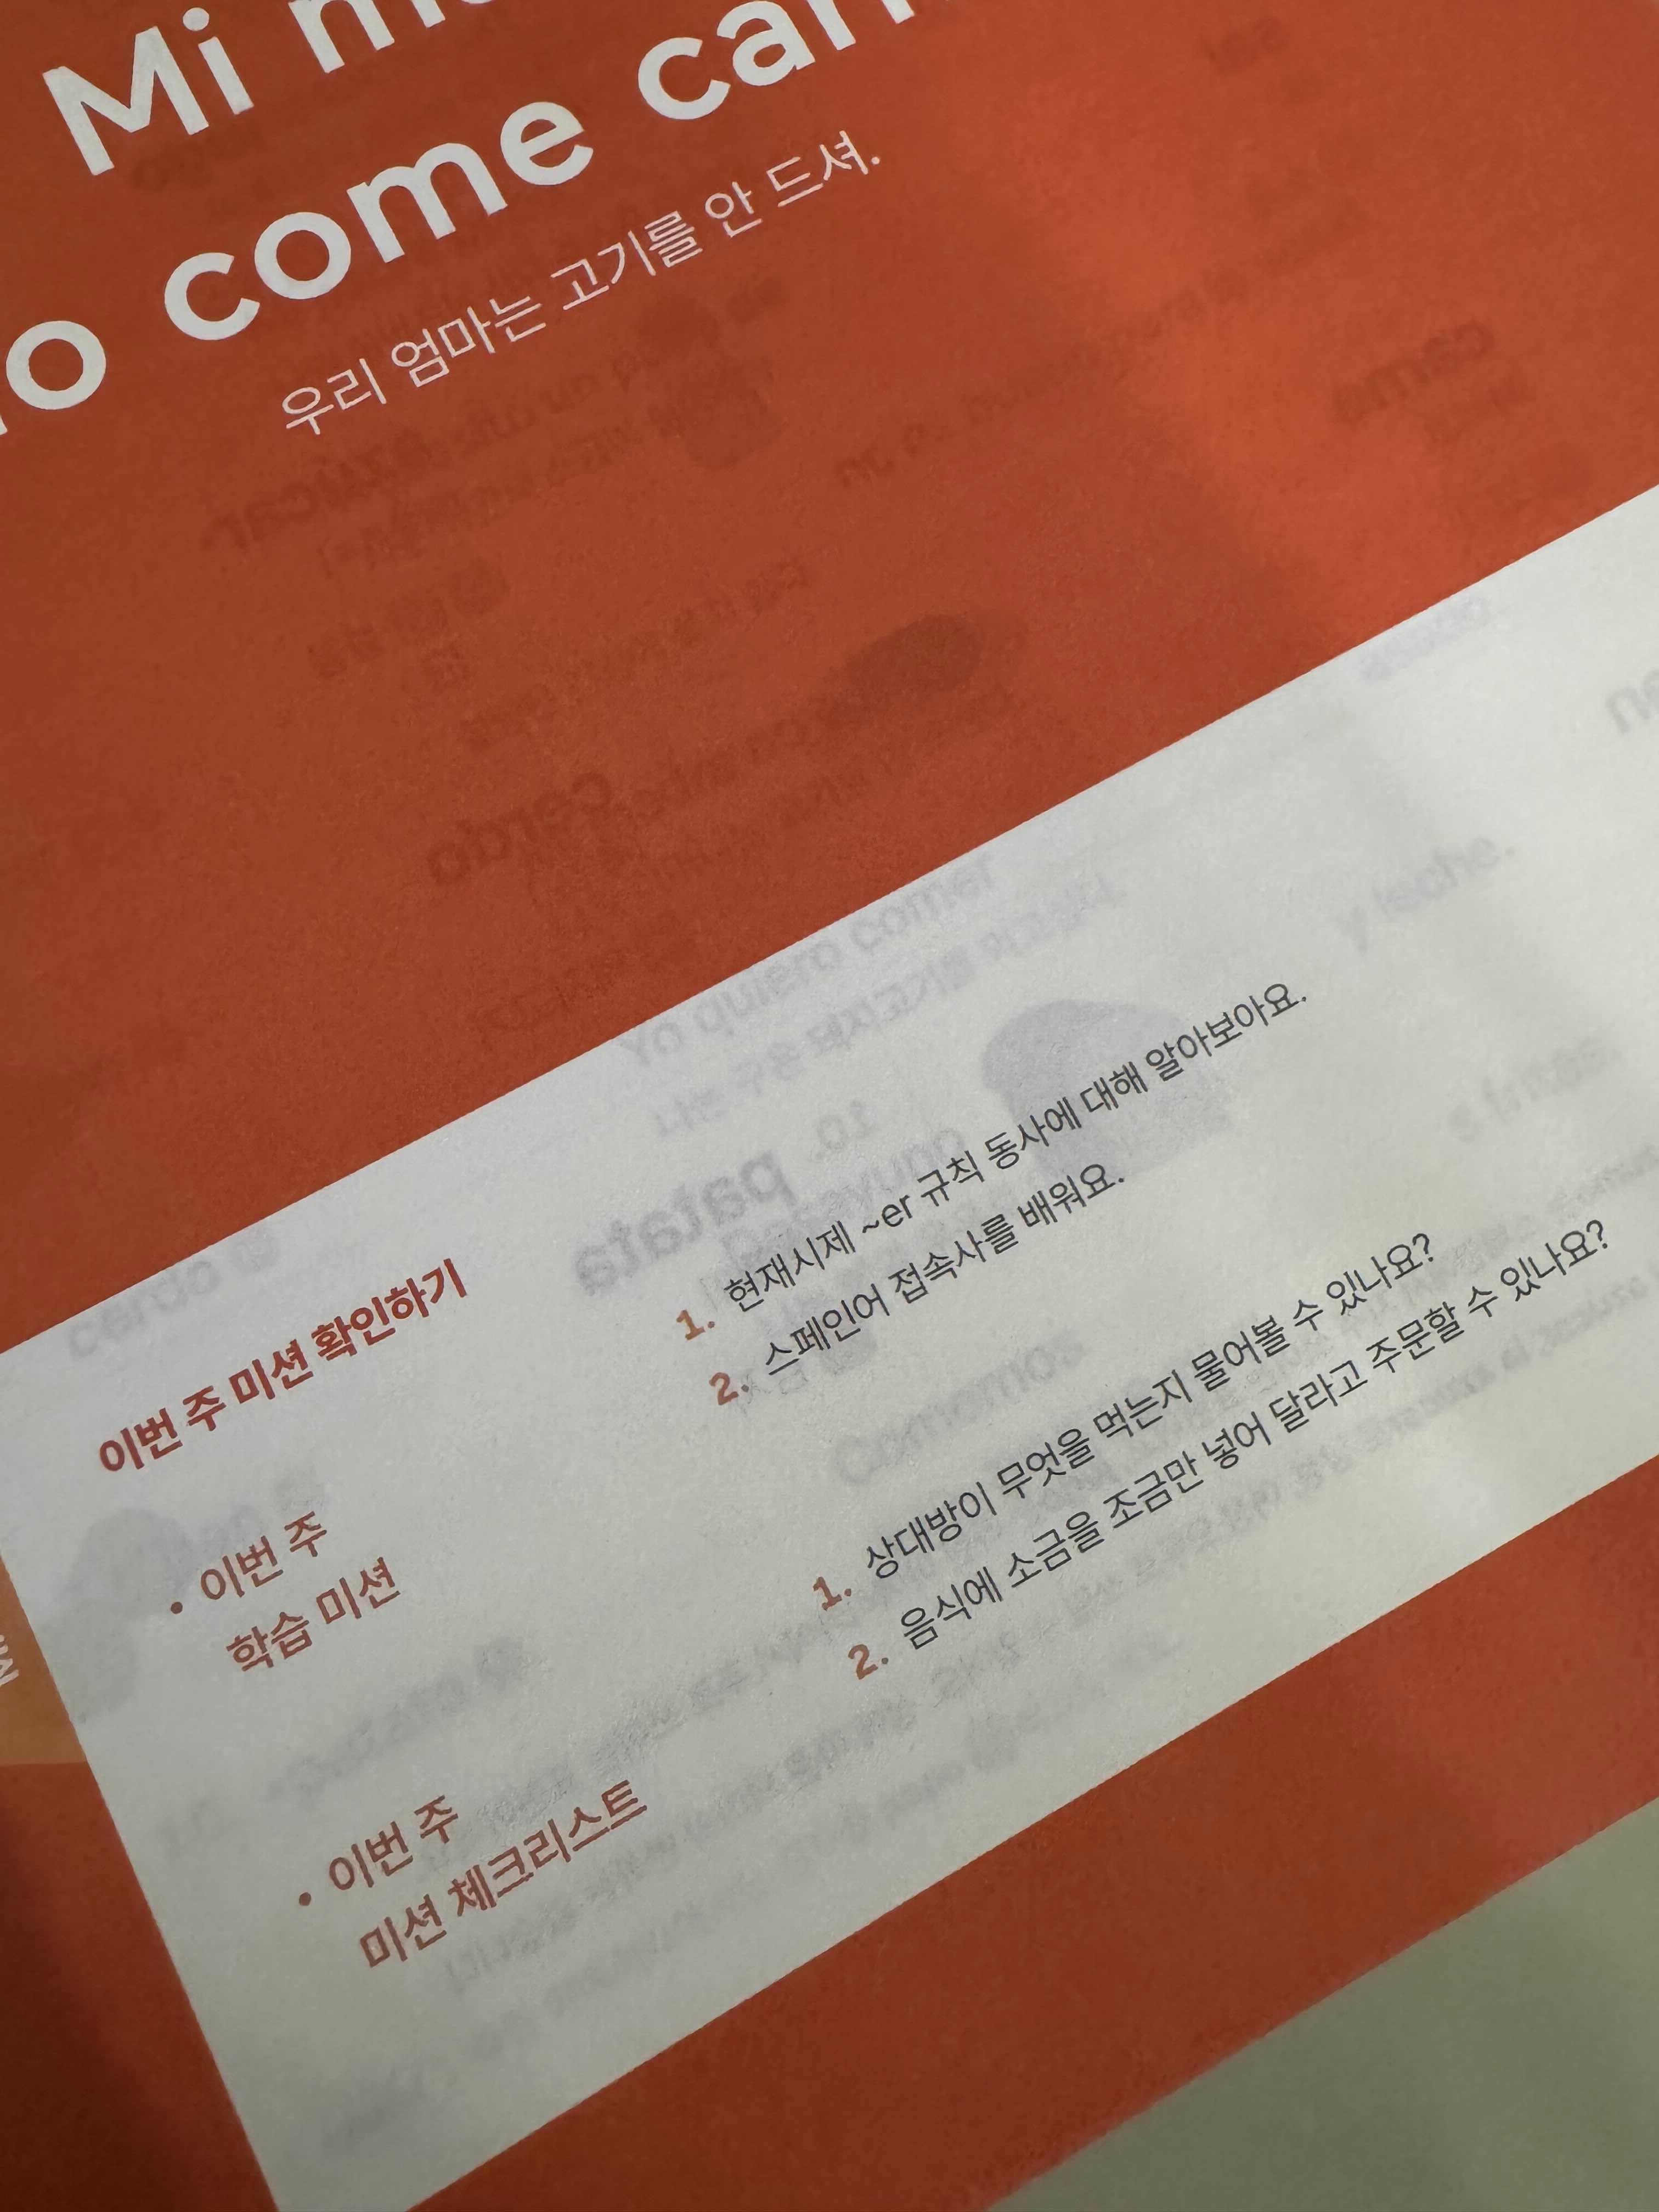 Mi
no come
우리 엄마는 고기를 안 드셔.
이번 주 미션 확인하기
• 이번 주
학습 미션
1. 현재시제 ~er 규칙 동사에 대해 알아보아요.
2. 스페인어 접속사를 배워요.
• 이번 주
미션 체크리스트
1. 상대방이 무엇을 먹는지 물어볼 수 있나요?
2. 음식에 소금을 조금만 넣어 달라고 주문할 수 있나요?